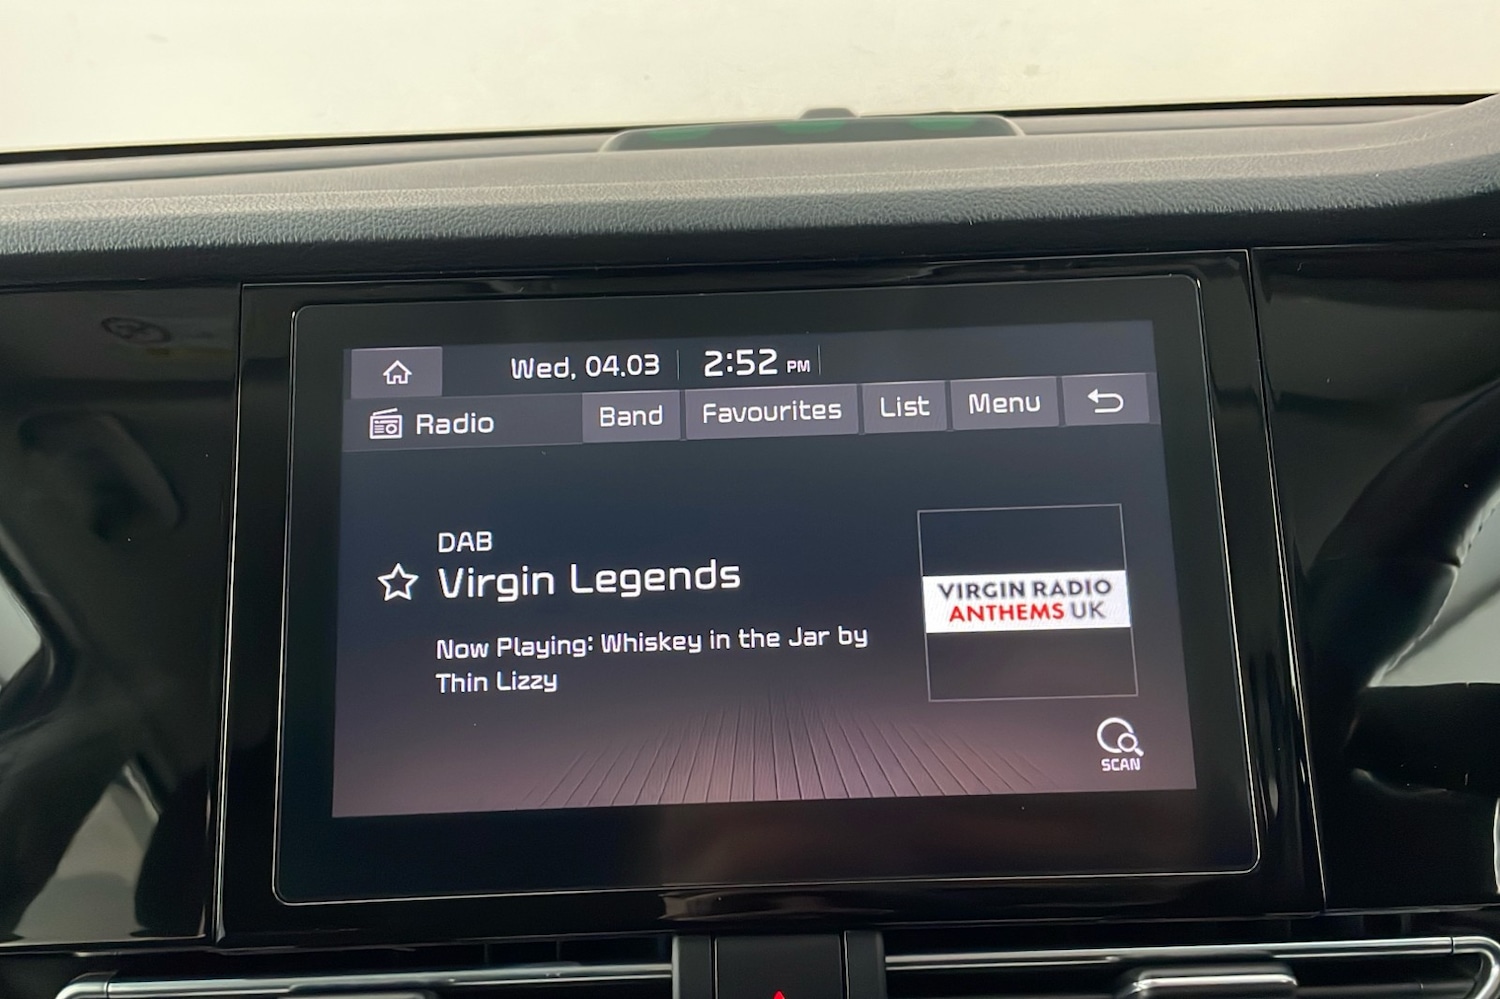 Wed, 04.03 2:52 PM
Radio Band Favourites List Menu
DAB
Virgin Legends
Now Playing: Whiskey in the Jar by
Thin Lizzy
VIRGIN RADIO
ANTHEMS UK
SCAN